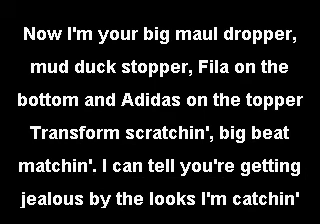 Now I'm your big maul dropper,
mud duck stopper, Fila on the
bottom and Adidas on the topper
Transform scratchin', big beat
matchin'. I can tell you're getting
jealous by the looks I'm catchin'